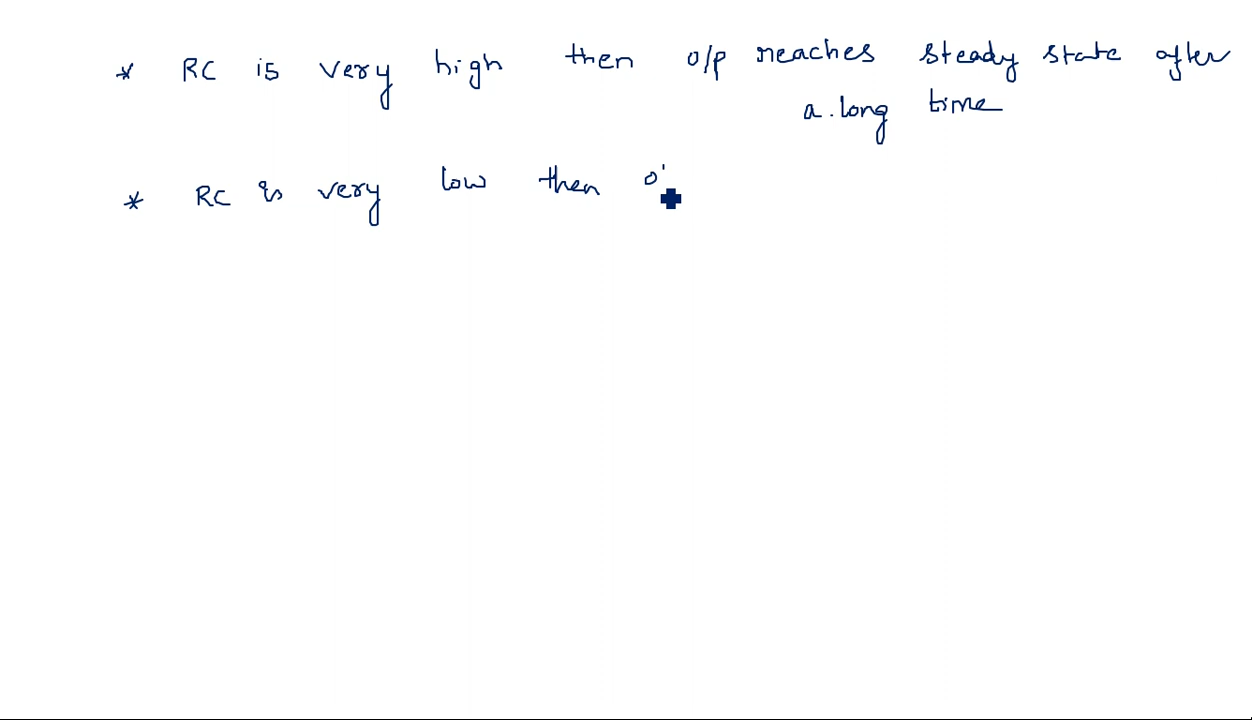 * RC is very high then o/p reaches steady state after
a long time
* RC is very low then o'